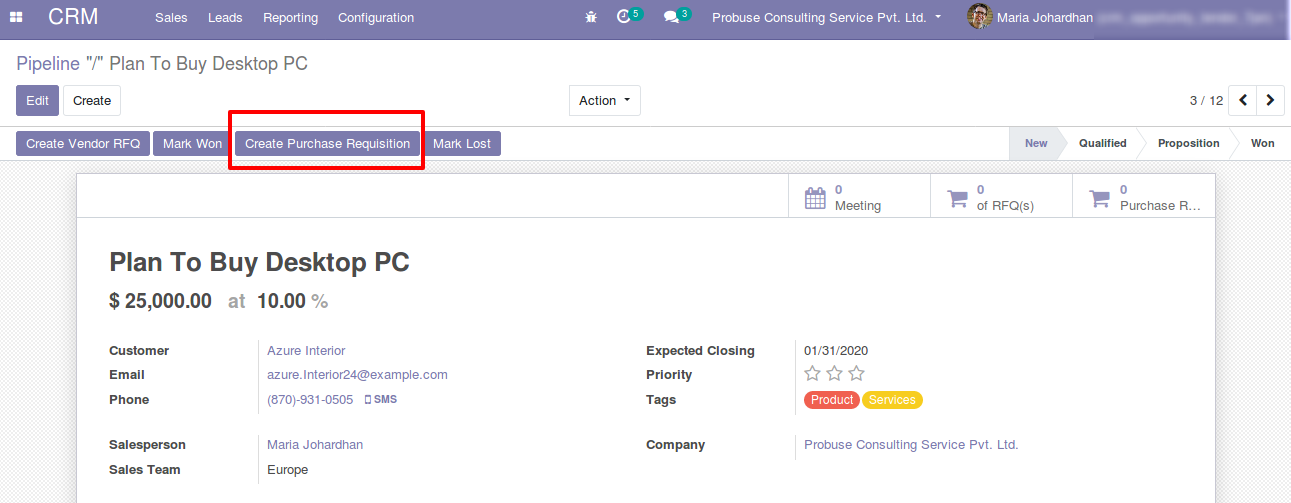 CRM Sales Leads Reporting Configuration 5 3 Probuse Consulting Service Pvt. Ltd. Maria Johardhan
Pipeline "/" Plan To Buy Desktop PC
Edit Create Action 3 / 12
Create Vendor RFQ Mark Won Create Purchase Requisition Mark Lost New Qualified Proposition Won
0 0 0
Meeting of RFQ(s) Purchase R...
Plan To Buy Desktop PC
$ 25,000.00 at 10.00 %
Customer Azure Interior Expected Closing 01/31/2020
Email azure.Interior24@example.com Priority
Phone (870)-931-0505 SMS Tags Product Services
Salesperson Maria Johardhan Company Probuse Consulting Service Pvt. Ltd.
Sales Team Europe